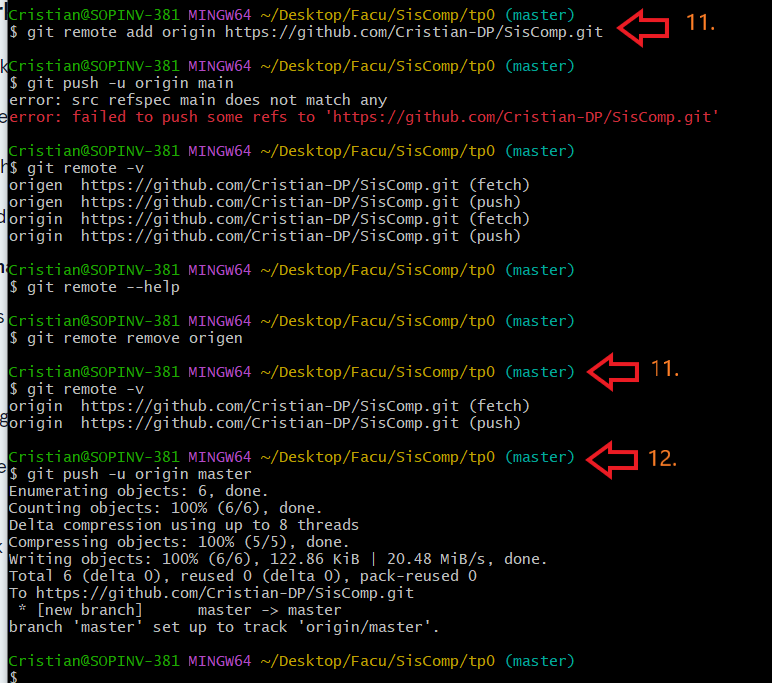 Cristian@SOPINV-381 MINGW64 ~/Desktop/Facu/SisComp/tp0 (master)
$ git remote add origin https://github.com/Cristian-DP/SisComp.git
11.
Cristian@SOPINV-381 MINGW64 ~/Desktop/Facu/SisComp/tp0 (master)
$ git push -u origin main
error: src refspec main does not match any
error: failed to push some refs to 'https://github.com/Cristian-DP/SisComp.git'
Cristian@SOPINV-381 MINGW64 ~/Desktop/Facu/SisComp/tp0 (master)
$ git remote -v
origen  https://github.com/Cristian-DP/SisComp.git (fetch)
origen  https://github.com/Cristian-DP/SisComp.git (push)
origin  https://github.com/Cristian-DP/SisComp.git (fetch)
origin  https://github.com/Cristian-DP/SisComp.git (push)
Cristian@SOPINV-381 MINGW64 ~/Desktop/Facu/SisComp/tp0 (master)
$ git remote --help
Cristian@SOPINV-381 MINGW64 ~/Desktop/Facu/SisComp/tp0 (master)
$ git remote remove origen
Cristian@SOPINV-381 MINGW64 ~/Desktop/Facu/SisComp/tp0 (master)
11.
$ git remote -v
origin  https://github.com/Cristian-DP/SisComp.git (fetch)
origin  https://github.com/Cristian-DP/SisComp.git (push)
Cristian@SOPINV-381 MINGW64 ~/Desktop/Facu/SisComp/tp0 (master)
12.
$ git push -u origin master
Enumerating objects: 6, done.
Counting objects: 100% (6/6), done.
Delta compression using up to 8 threads
Compressing objects: 100% (5/5), done.
Writing objects: 100% (6/6), 122.86 KiB | 20.48 MiB/s, done.
Total 6 (delta 0), reused 0 (delta 0), pack-reused 0
To https://github.com/Cristian-DP/SisComp.git
 * [new branch]      master -> master
branch 'master' set up to track 'origin/master'.
Cristian@SOPINV-381 MINGW64 ~/Desktop/Facu/SisComp/tp0 (master)
$